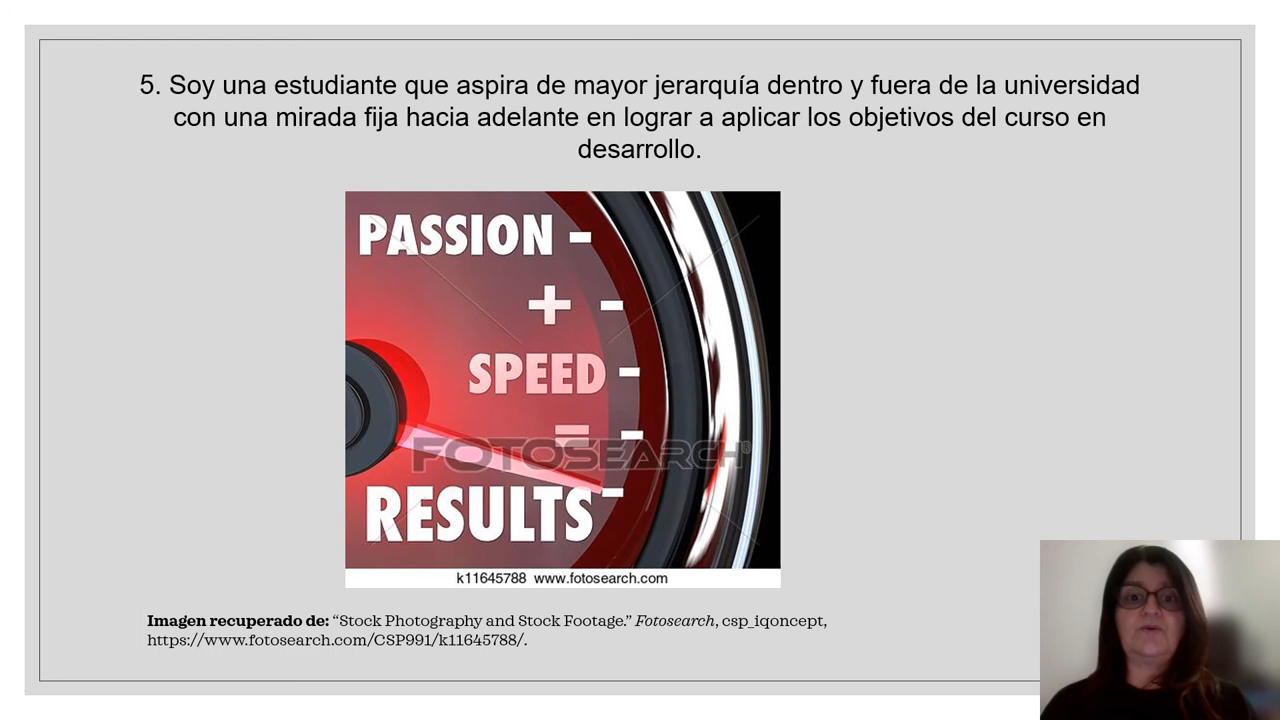 5. Soy una estudiante que aspira de mayor jerarquía dentro y fuera de la universidad
con una mirada fija hacia adelante en lograr a aplicar los objetivos del curso en
desarrollo.
PASSION -
+ -
SPEED -
= -
FOTOSEARCH®
RESULTS -
k11645788 www.fotosearch.com
Imagen recuperado de: “Stock Photography and Stock Footage.” Fotosearch, csp_iqoncept,
https://www.fotosearch.com/CSP991/k11645788/.